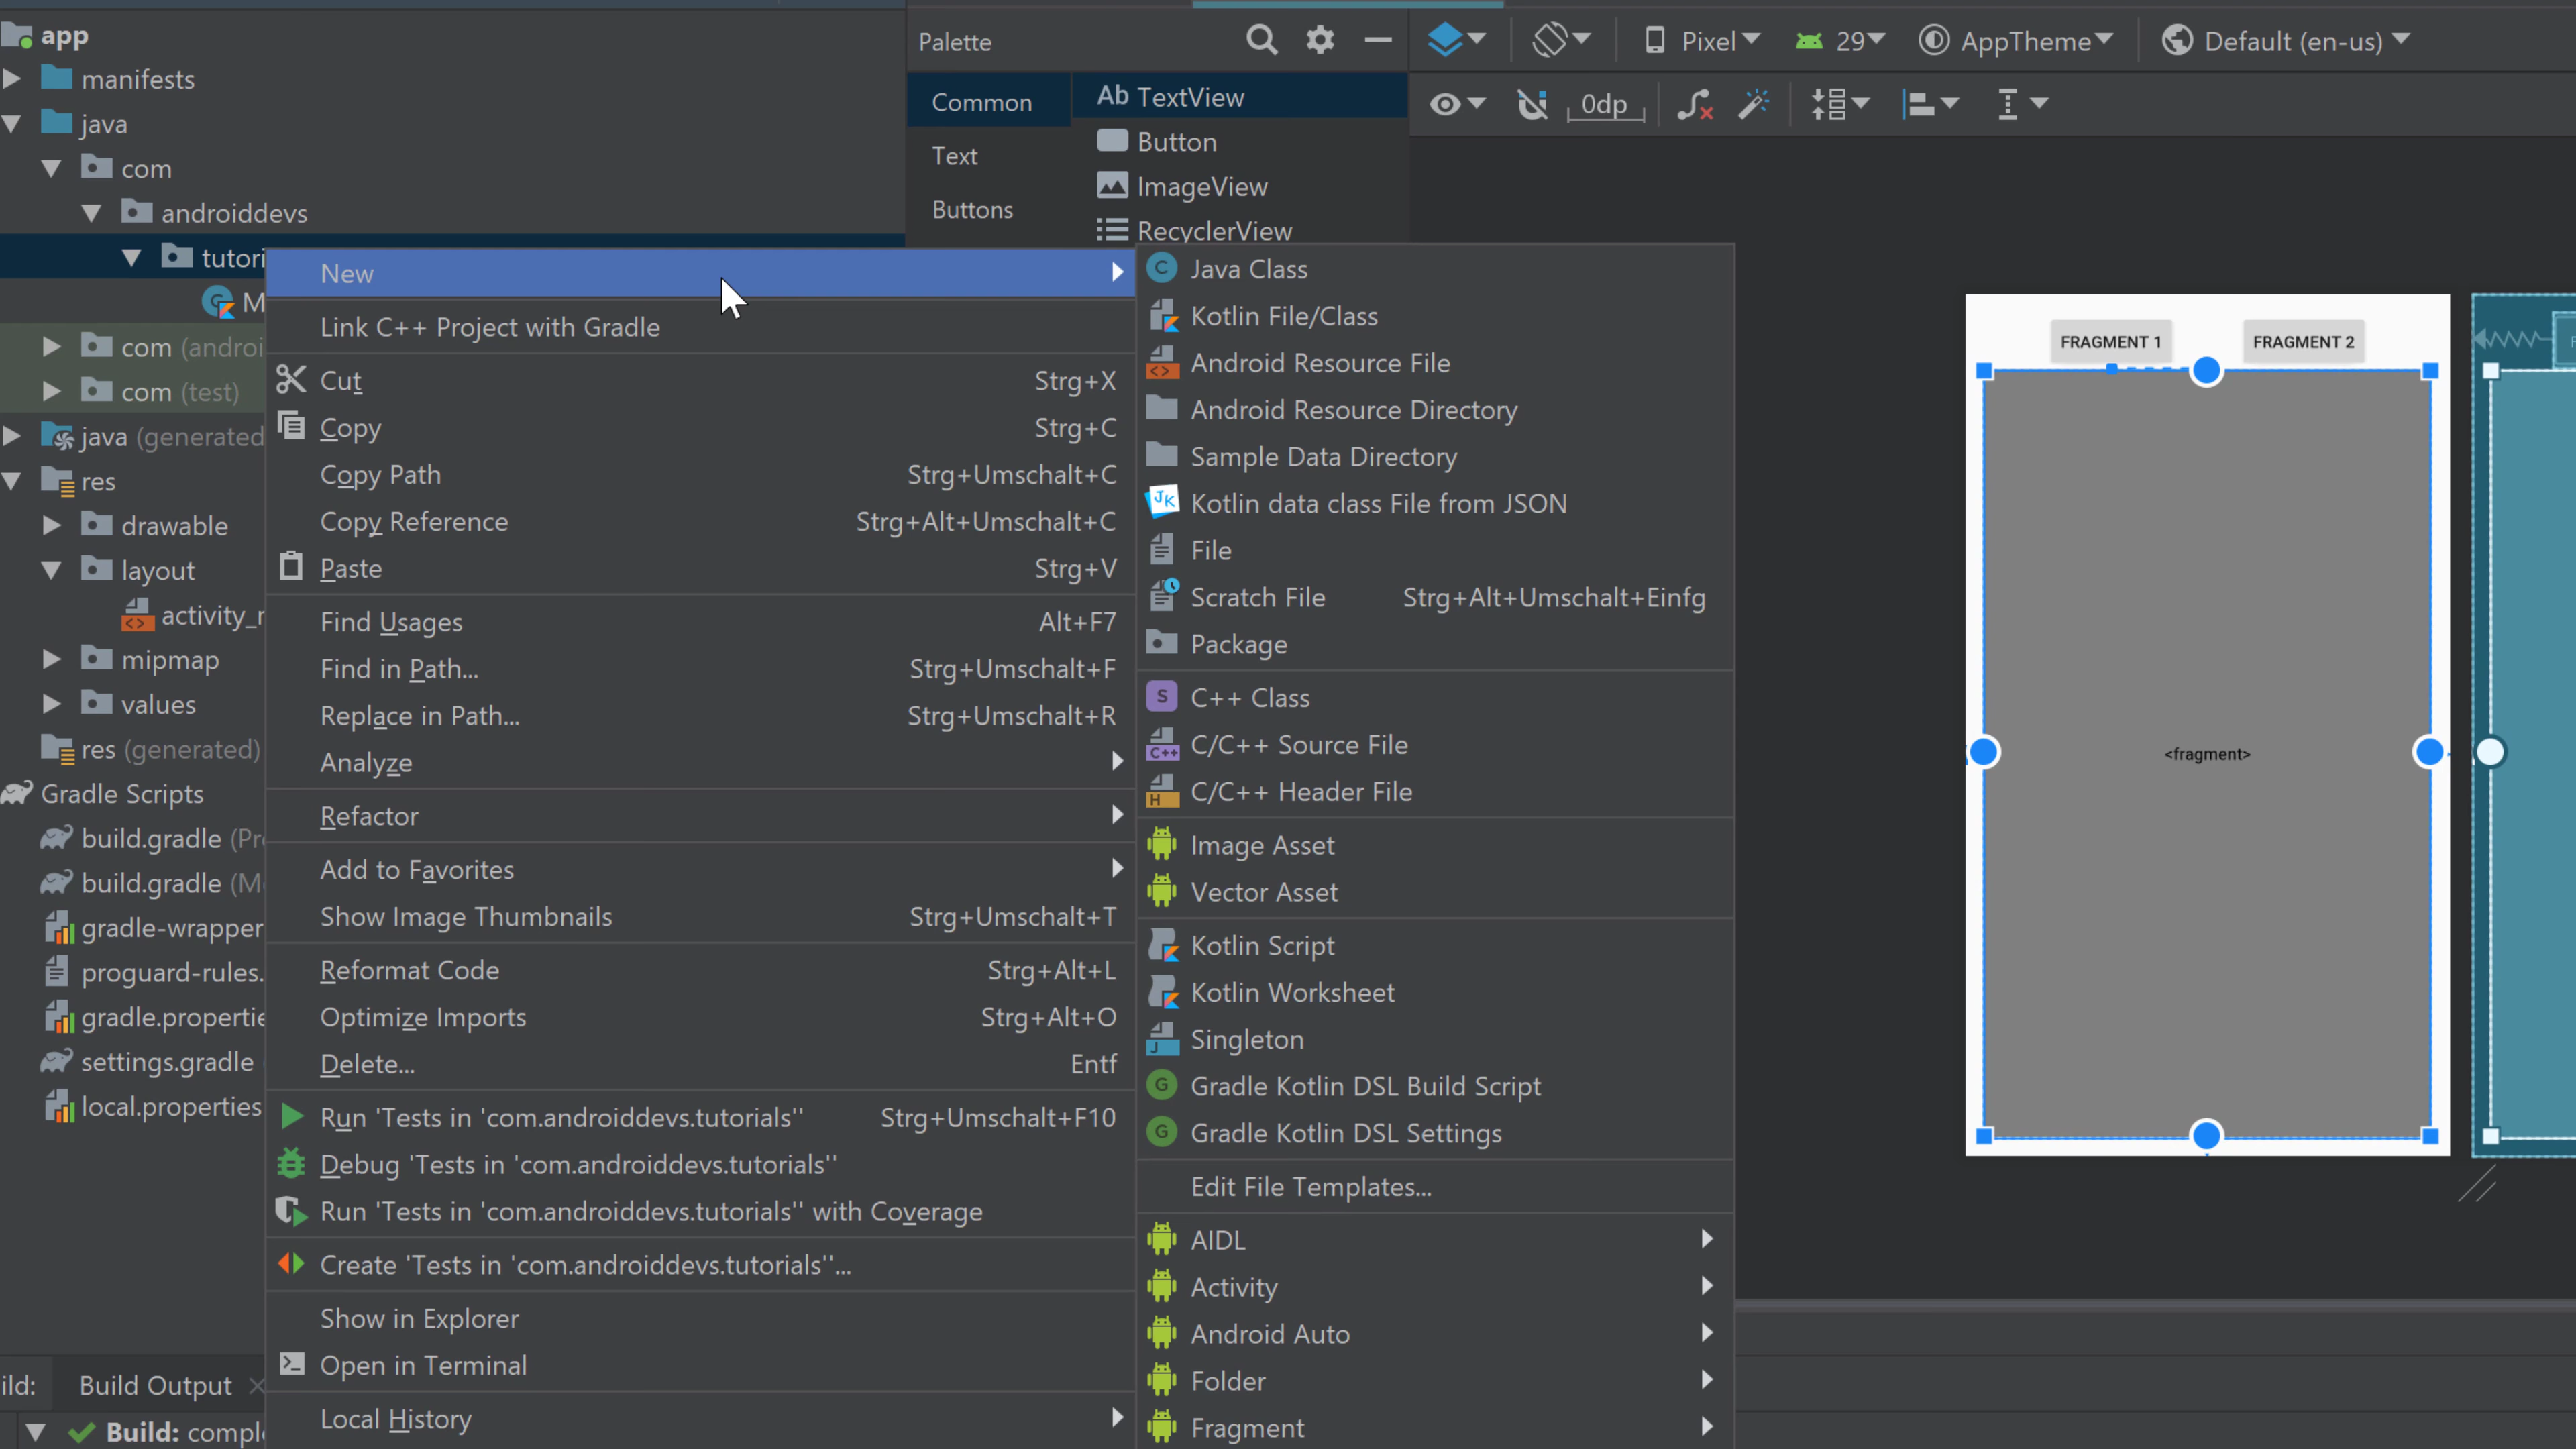 app
manifests
java
com
androiddevs
tutori
M
com (androi
com (test)
java (generated
res
drawable
layout
activity_r
mipmap
values
res (generated)
Gradle Scripts
build.gradle (Pr
build.gradle (M
gradle-wrapper
proguard-rules.
gradle.propertie
settings.gradle
local.properties
ild: Build Output
Build: compl
New
Link C++ Project with Gradle
Cut Strg+X
Copy Strg+C
Copy Path Strg+Umschalt+C
Copy Reference Strg+Alt+Umschalt+C
Paste Strg+V
Find Usages Alt+F7
Find in Path... Strg+Umschalt+F
Replace in Path... Strg+Umschalt+R
Analyze
Refactor
Add to Favorites
Show Image Thumbnails Strg+Umschalt+T
Reformat Code Strg+Alt+L
Optimize Imports Strg+Alt+O
Delete... Entf
Run 'Tests in 'com.androiddevs.tutorials'' Strg+Umschalt+F10
Debug 'Tests in 'com.androiddevs.tutorials''
Run 'Tests in 'com.androiddevs.tutorials'' with Coverage
Create 'Tests in 'com.androiddevs.tutorials''...
Show in Explorer
Open in Terminal
Local History
Palette
Common
Text
Buttons
Ab TextView
Button
ImageView
RecyclerView
Java Class
Kotlin File/Class
Android Resource File
Android Resource Directory
Sample Data Directory
Kotlin data class File from JSON
File
Scratch File Strg+Alt+Umschalt+Einfg
Package
C++ Class
C/C++ Source File
C/C++ Header File
Image Asset
Vector Asset
Kotlin Script
Kotlin Worksheet
Singleton
Gradle Kotlin DSL Build Script
Gradle Kotlin DSL Settings
Edit File Templates...
AIDL
Activity
Android Auto
Folder
Fragment
Pixel 29 AppTheme Default (en-us)
0dp
FRAGMENT 1 FRAGMENT 2
<fragment>